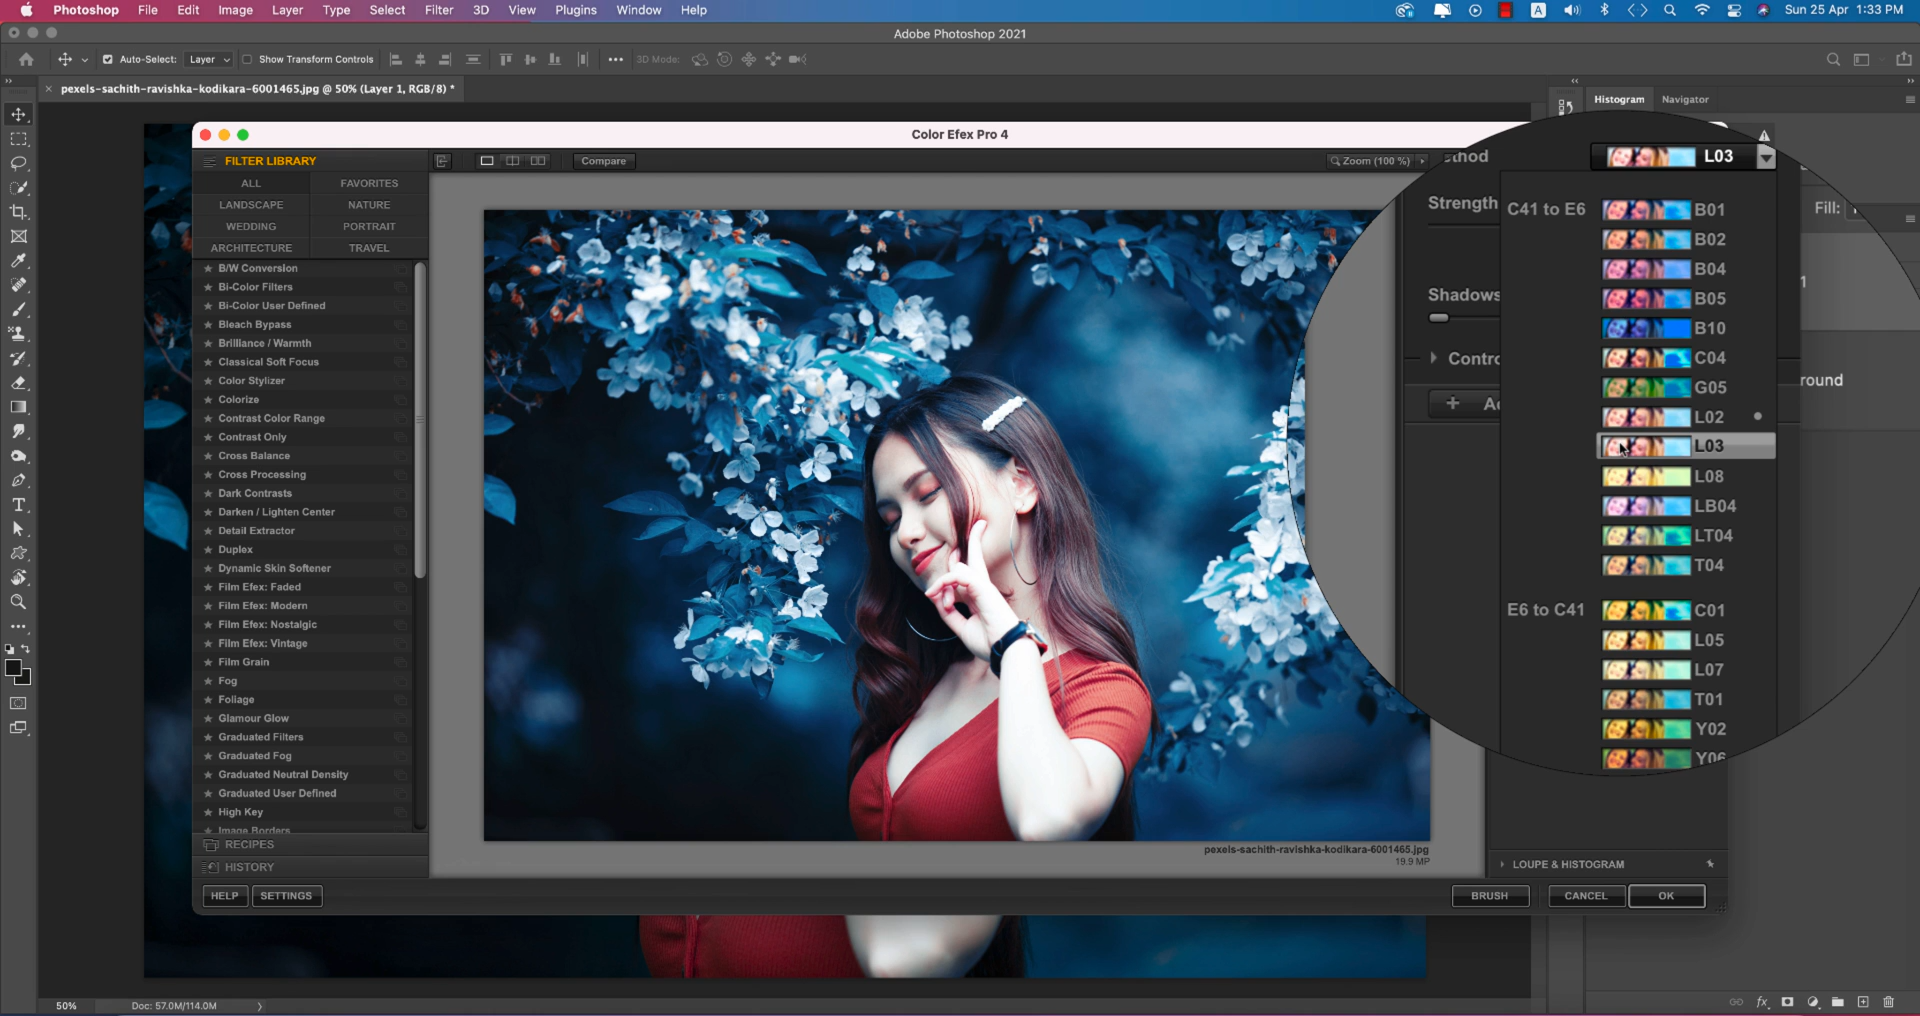 Photoshop File Edit Image Layer Type Select Filter 3D View Plugins Window Help
A
Sun 25 Apr 1:33 PM
Adobe Photoshop 2021
Auto-Select: Layer Show Transform Controls
3D Mode:
pexels-sachith-ravishka-kodikara-6001465.jpg @ 50% (Layer 1, RGB/8) *
Histogram Navigator
Color Efex Pro 4
FILTER LIBRARY
Compare
Zoom (100 %)
ALL FAVORITES
LANDSCAPE NATURE
WEDDING PORTRAIT
ARCHITECTURE TRAVEL
B/W Conversion
Bi-Color Filters
Bi-Color User Defined
Bleach Bypass
Brilliance / Warmth
Classical Soft Focus
Color Stylizer
Colorize
Contrast Color Range
Contrast Only
Cross Balance
Cross Processing
Dark Contrasts
Darken / Lighten Center
Detail Extractor
Duplex
Dynamic Skin Softener
Film Efex: Faded
Film Efex: Modern
Film Efex: Nostalgic
Film Efex: Vintage
Film Grain
Fog
Foliage
Glamour Glow
Graduated Filters
Graduated Fog
Graduated Neutral Density
Graduated User Defined
High Key
Image Borders
RECIPES
HISTORY
HELP SETTINGS
L03
Strength
Fill:
Shadows
C41 to E6
B01
B02
B04
B05
B10
C04
G05
L02
L03
L08
LB04
LT04
T04
E6 to C41
C01
L05
L07
T01
Y02
Y06
pexels-sachith-ravishka-kodikara-6001465.jpg
19.9 MP
LOUPE & HISTOGRAM
BRUSH CANCEL OK
50% Doc: 57.0M/114.0M
fx